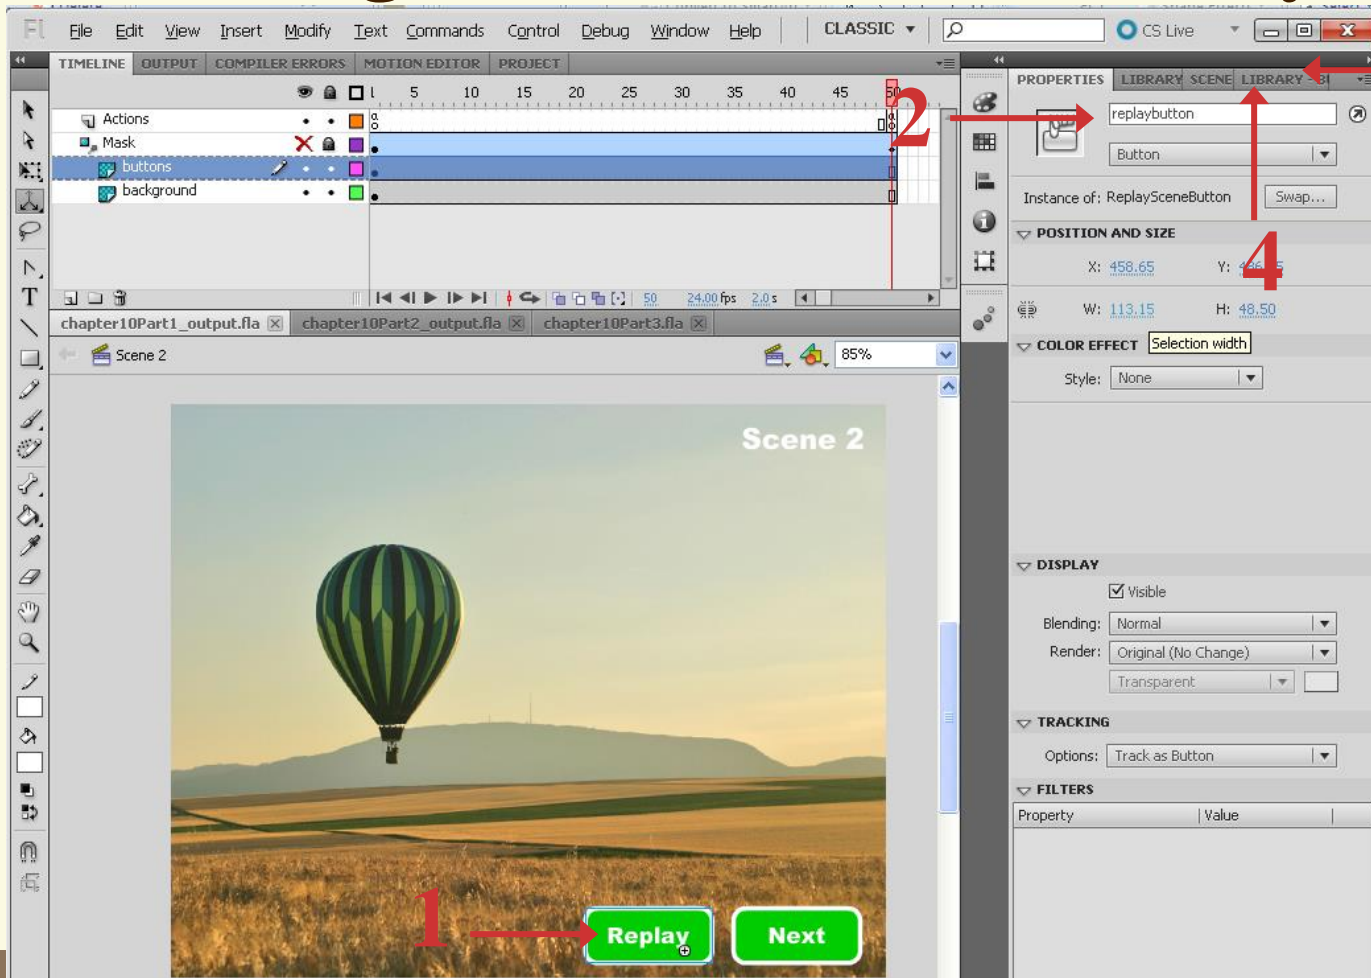 Fl File Edit View Insert Modify Text Commands Control Debug Window Help CLASSIC CS Live
TIMELINE OUTPUT COMPILER ERRORS MOTION EDITOR PROJECT
1 5 10 15 20 25 30 35 40 45 50
Actions
Mask
buttons
background
50 24.00 fps 2.0 s
chapter10Part1_output.fla chapter10Part2_output.fla chapter10Part3.fla
Scene 2 85%
Scene 2
1
Replay Next
2
PROPERTIES LIBRARY SCENE LIBRARY
replaybutton
Button
Instance of: ReplaySceneButton Swap...
4
POSITION AND SIZE
X: 458.65 Y:
W: 113.15 H: 48.50
COLOR EFFECT Selection width
Style: None
DISPLAY
Visible
Blending: Normal
Render: Original (No Change)
Transparent
TRACKING
Options: Track as Button
FILTERS
Property Value